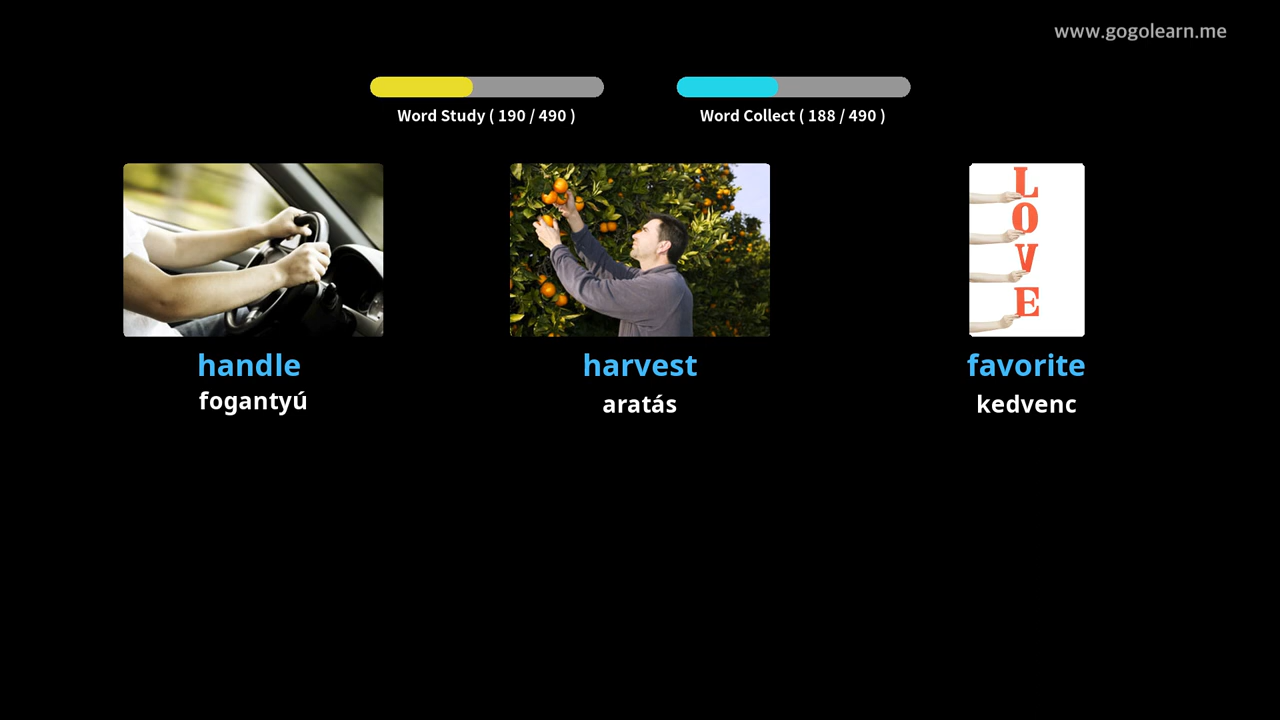 www.gogolearn.me
Word Study ( 190 / 490 )
Word Collect ( 188 / 490 )
L
O
V
E
handle
fogantyú
harvest
aratás
favorite
kedvenc